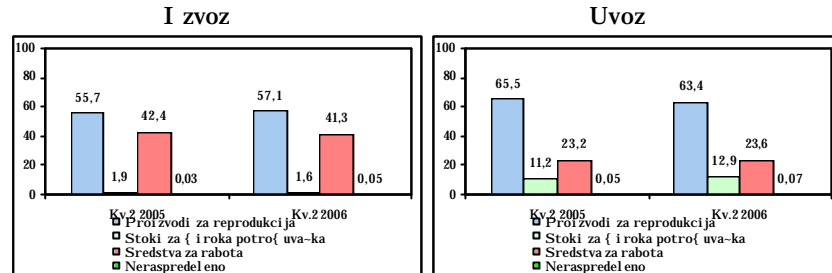 I zvoz
100
80
60
40
20
0
55,7
1,9
42,4
0,03
57,1
1,6
41,3
0,05
Kv.2 2005
Kv.2 2006
Proizvodi za reprodukcija
Stoki za { iroka potro{ uva~ka
Sredstva za rabota
Neraspredeleno
Uvoz
100
80
60
40
20
0
65,5
11,2
23,2
0,05
63,4
12,9
23,6
0,07
Kv.2 2005
Kv.2 2006
Proizvodi za reprodukcija
Stoki za { iroka potro{ uva~ka
Sredstva za rabota
Neraspredeleno